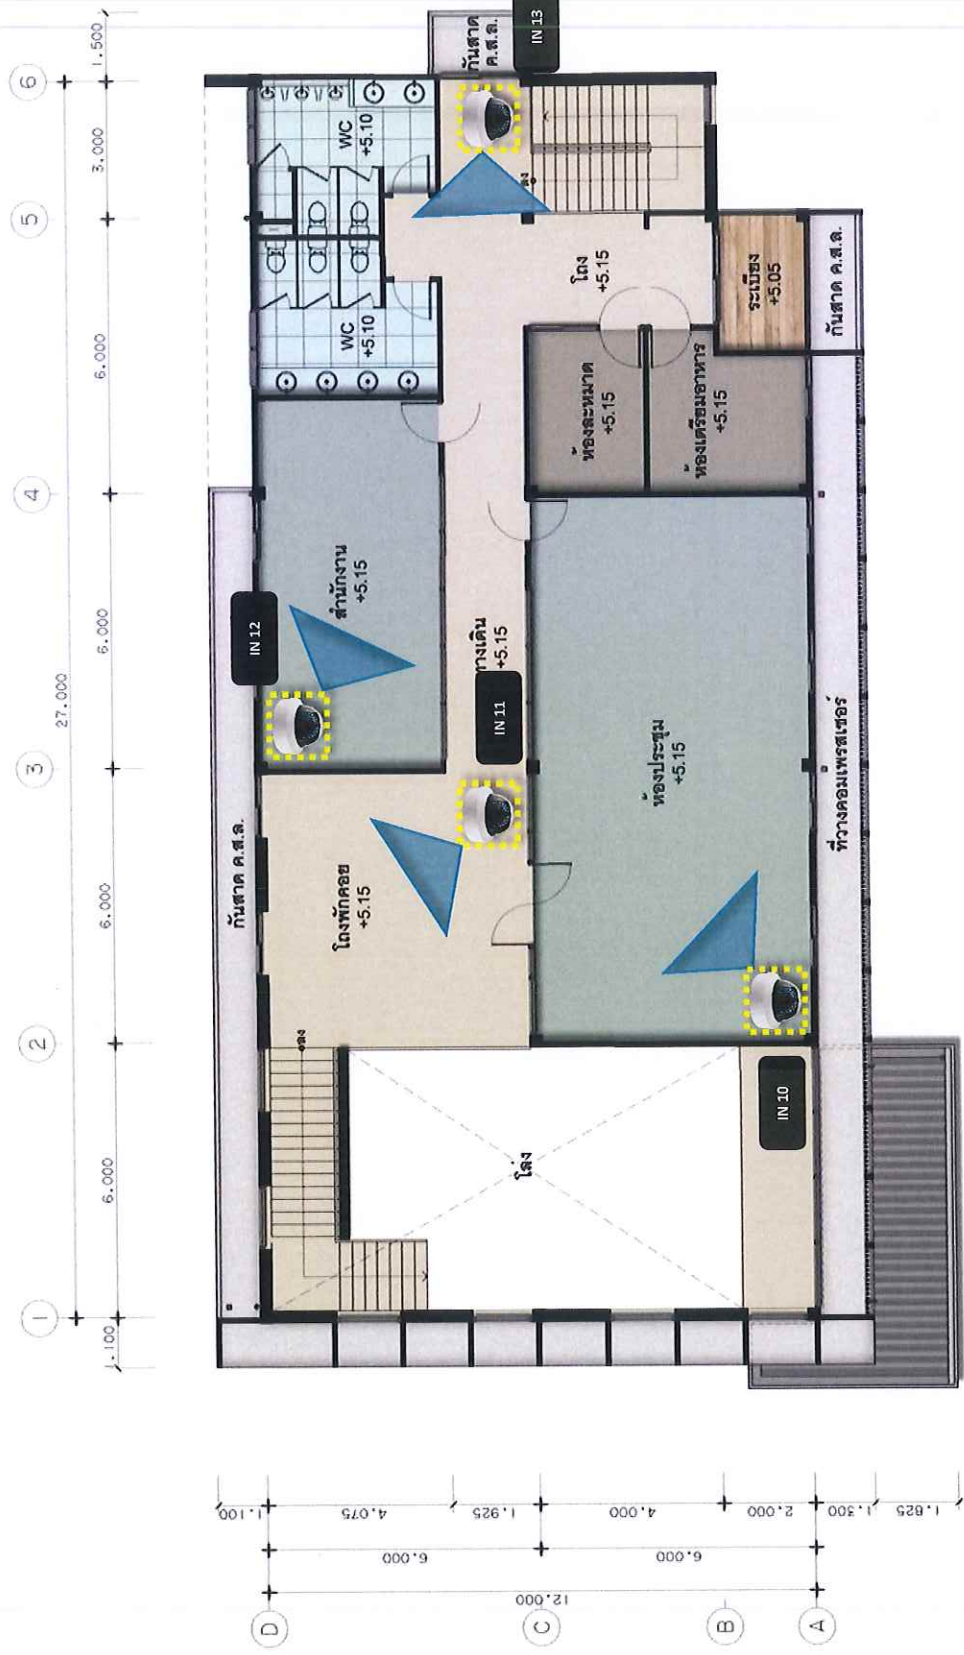 1
2
3
4
5
6
1.100
6.000
6.000
6.000
6.000
3.000
1.500
27.000
กันสาด ค.ส.ล.
กันสาด
ค.ส.ล.
IN 13
WC
+5.10
WC
+5.10
ลง
IN 12
สำนักงาน
+5.15
โถงพักคอย
+5.15
ลง
ทางเดิน
+5.15
IN 11
โถง
+5.15
ระเบียง
+5.05
กันสาด ค.ส.ล.
ห้องละหมาด
+5.15
ห้องเตรียมอาหาร
+5.15
ห้องประชุม
+5.15
โล่ง
IN 10
ที่วางคอมเพรสเซอร์
1.100
4.075
1.925
4.000
2.000
1.300
1.825
6.000
6.000
12.000
D
C
B
A